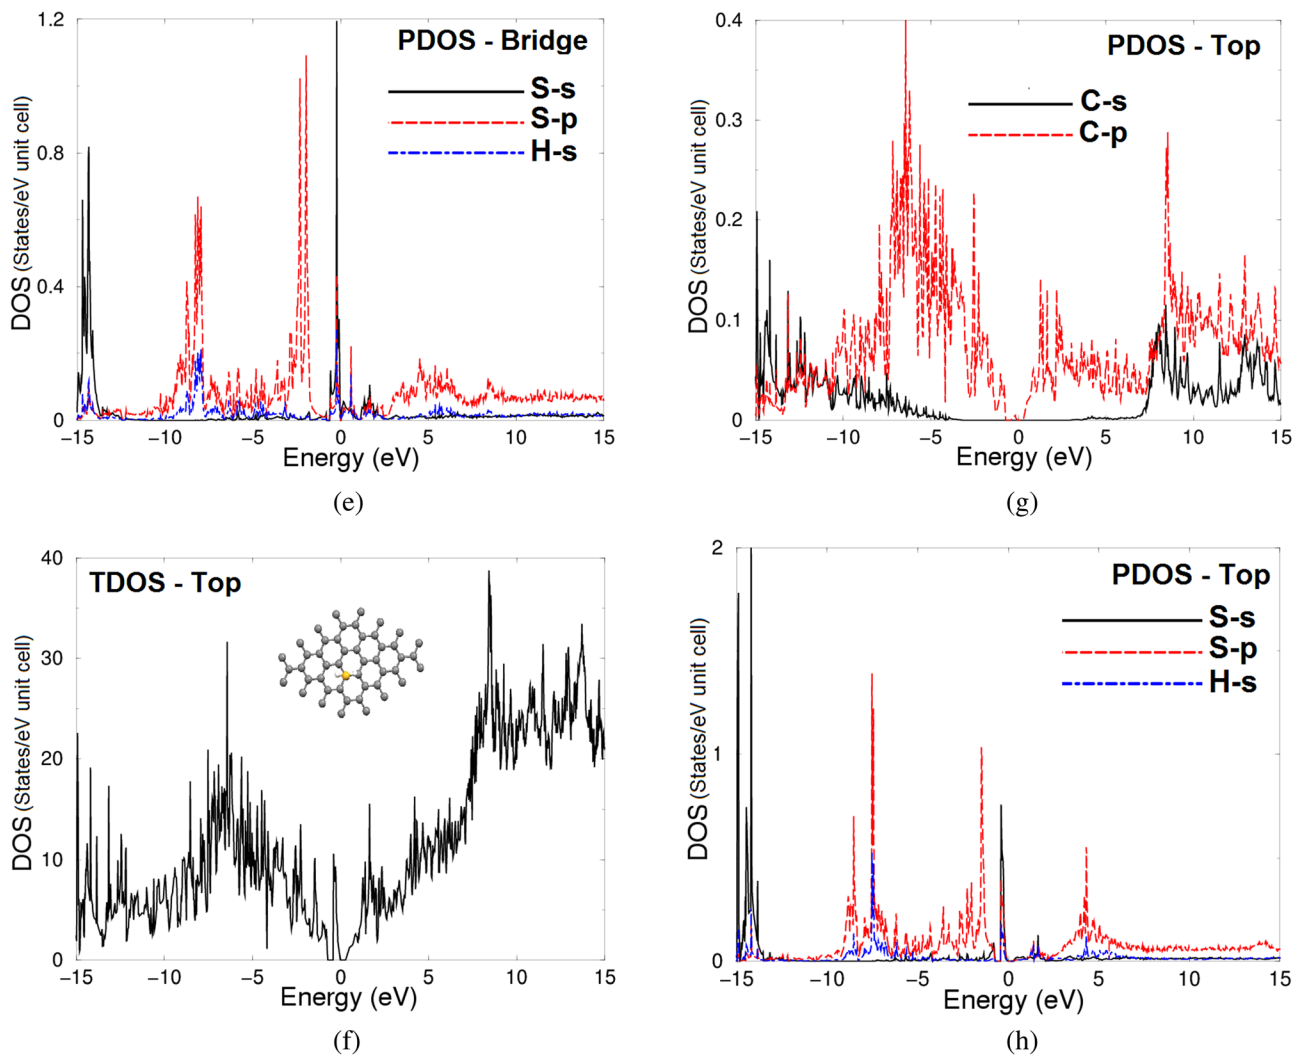 PDOS - Bridge
S-s
S-p
H-s
DOS (States/eV unit cell)
1.2
0.8
0.4
0
−15 −10 −5 0 5 10 15
Energy (eV)
(e)
PDOS - Top
C-s
C-p
DOS (States/eV unit cell)
0.4
0.3
0.2
0.1
0
−15 −10 −5 0 5 10 15
Energy (eV)
(g)
TDOS - Top
DOS (States/eV unit cell)
40
30
20
10
0
−15 −10 −5 0 5 10 15
Energy (eV)
(f)
PDOS - Top
S-s
S-p
H-s
DOS (States/eV unit cell)
2
1
0
−15 −10 −5 0 5 10 15
Energy (eV)
(h)